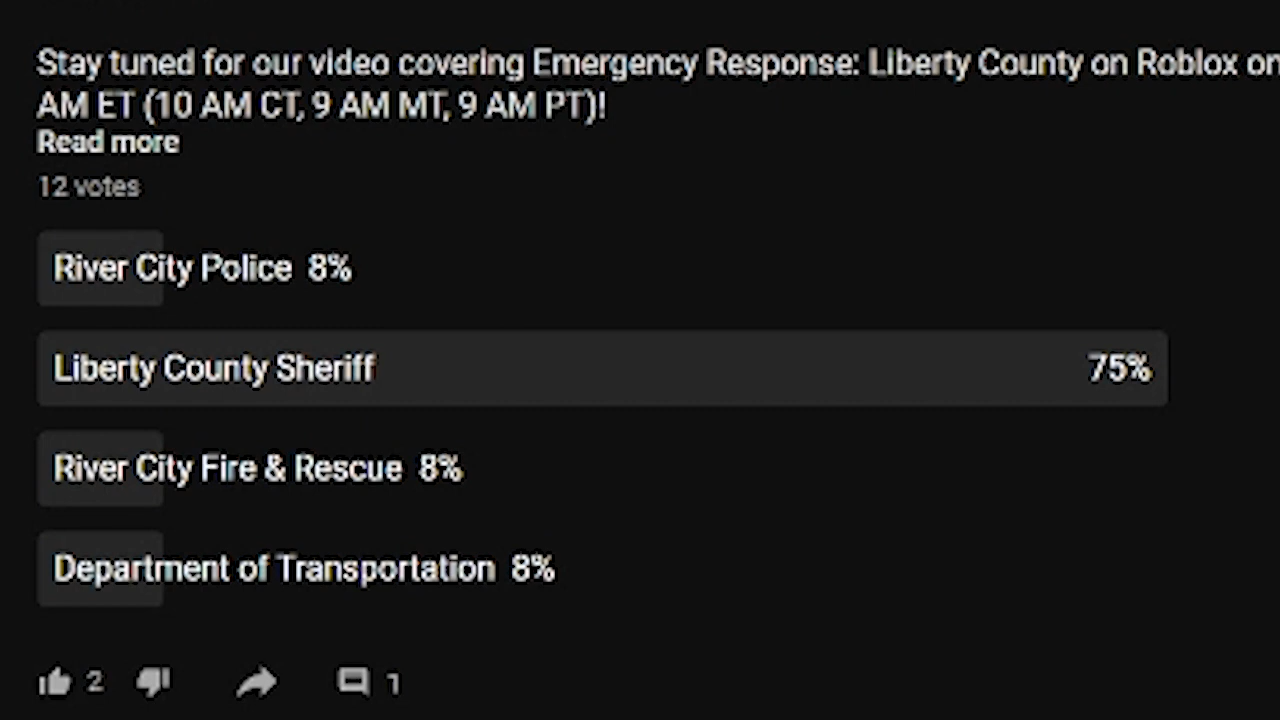 Stay tuned for our video covering Emergency Response: Liberty County on Roblox on
AM ET (10 AM CT, 9 AM MT, 9 AM PT)!
Read more
12 votes
River City Police 8%
Liberty County Sheriff 75%
River City Fire & Rescue 8%
Department of Transportation 8%
2 1